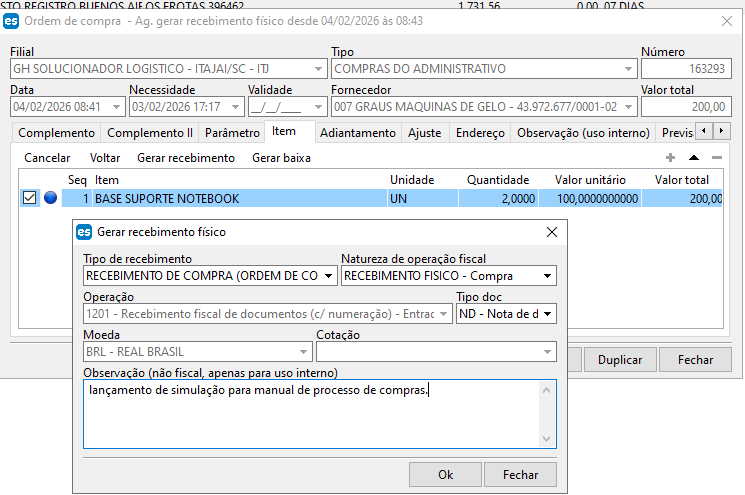 STO REGISTRO BUENOS AIF OS FROTAS 396462 1.731,56 0,00 07 DIAS
es Ordem de compra - Ag. gerar recebimento físico desde 04/02/2026 às 08:43
Filial Tipo Número
GH SOLUCIONADOR LOGISTICO - ITAJAI/SC - ITJ COMPRAS DO ADMINISTRATIVO 163293
Data Necessidade Validade Fornecedor Valor total
04/02/2026 08:41 03/02/2026 17:17 __/__/____ 007 GRAUS MAQUINAS DE GELO - 43.972.677/0001-02 200,00
Complemento Complemento II Parâmetro Item Adiantamento Ajuste Endereço Observação (uso interno) Previs
Cancelar Voltar Gerar recebimento Gerar baixa
Seq Item Unidade Quantidade Valor unitário Valor total
1 BASE SUPORTE NOTEBOOK UN 2,0000 100,0000000000 200,00
es Gerar recebimento físico
Tipo de recebimento Natureza de operação fiscal
RECEBIMENTO DE COMPRA (ORDEM DE CO RECEBIMENTO FISICO - Compra
Operação Tipo doc
1201 - Recebimento fiscal de documentos (c/ numeração) - Entrac ND - Nota de d
Moeda Cotação
BRL - REAL BRASIL
Observação (não fiscal, apenas para uso interno)
lançamento de simulação para manual de processo de compras.
Duplicar Fechar
Ok Fechar